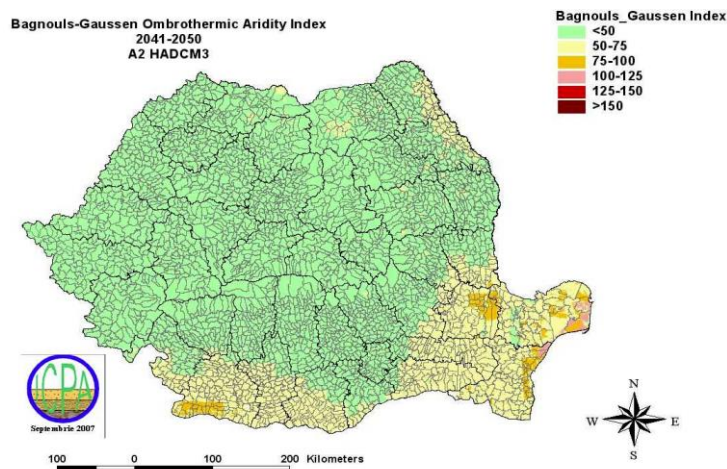 Bagnouls-Gaussen Ombrothermic Aridity Index
2041-2050
A2 HADCM3
Bagnouls_Gaussen Index
<50
50-75
75-100
100-125
125-150
>150
ICPA
Septembrie 2007
N
W E
S
100 0 100 200 Kilometers